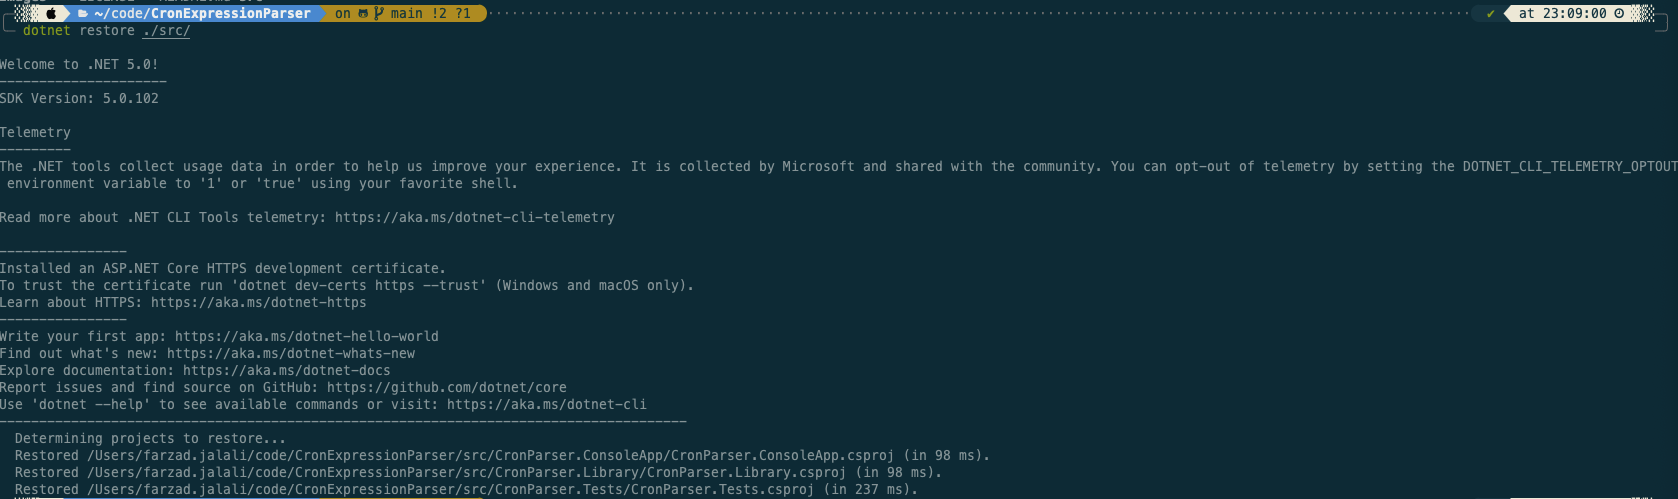 ~/code/CronExpressionParser on main !2 ?1 ✔ at 23:09:00
dotnet restore ./src/
Welcome to .NET 5.0!
---------------------
SDK Version: 5.0.102
Telemetry
---------
The .NET tools collect usage data in order to help us improve your experience. It is collected by Microsoft and shared with the community. You can opt-out of telemetry by setting the DOTNET_CLI_TELEMETRY_OPTOUT
environment variable to '1' or 'true' using your favorite shell.
Read more about .NET CLI Tools telemetry: https://aka.ms/dotnet-cli-telemetry
----------------
Installed an ASP.NET Core HTTPS development certificate.
To trust the certificate run 'dotnet dev-certs https --trust' (Windows and macOS only).
Learn about HTTPS: https://aka.ms/dotnet-https
----------------
Write your first app: https://aka.ms/dotnet-hello-world
Find out what's new: https://aka.ms/dotnet-whats-new
Explore documentation: https://aka.ms/dotnet-docs
Report issues and find source on GitHub: https://github.com/dotnet/core
Use 'dotnet --help' to see available commands or visit: https://aka.ms/dotnet-cli
--------------------------------------------------------------------------------------
Determining projects to restore...
Restored /Users/farzad.jalali/code/CronExpressionParser/src/CronParser.ConsoleApp/CronParser.ConsoleApp.csproj (in 98 ms).
Restored /Users/farzad.jalali/code/CronExpressionParser/src/CronParser.Library/CronParser.Library.csproj (in 98 ms).
Restored /Users/farzad.jalali/code/CronExpressionParser/src/CronParser.Tests/CronParser.Tests.csproj (in 237 ms).